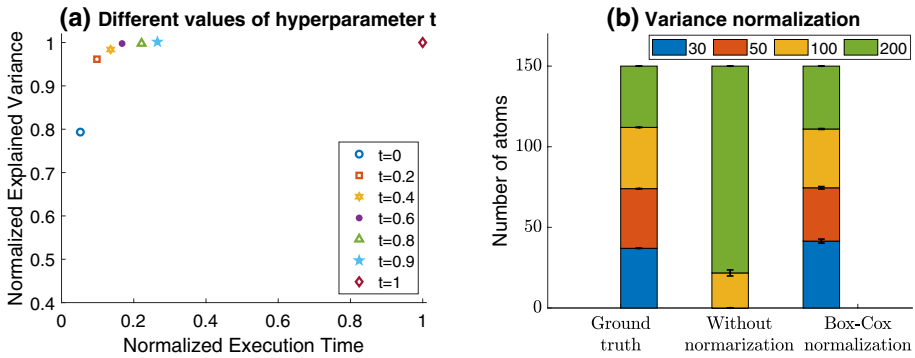 (a) Different values of hyperparameter t
Normalized Explained Variance
1
0.9
0.8
0.7
0.6
0.5
0.4
0
0.2
0.4
0.6
0.8
1
Normalized Execution Time
t=0
t=0.2
t=0.4
t=0.6
t=0.8
t=0.9
t=1
(b) Variance normalization
30 50 100 200
Number of atoms
150
100
50
0
Ground
truth
Without
normarization
Box-Cox
normalization